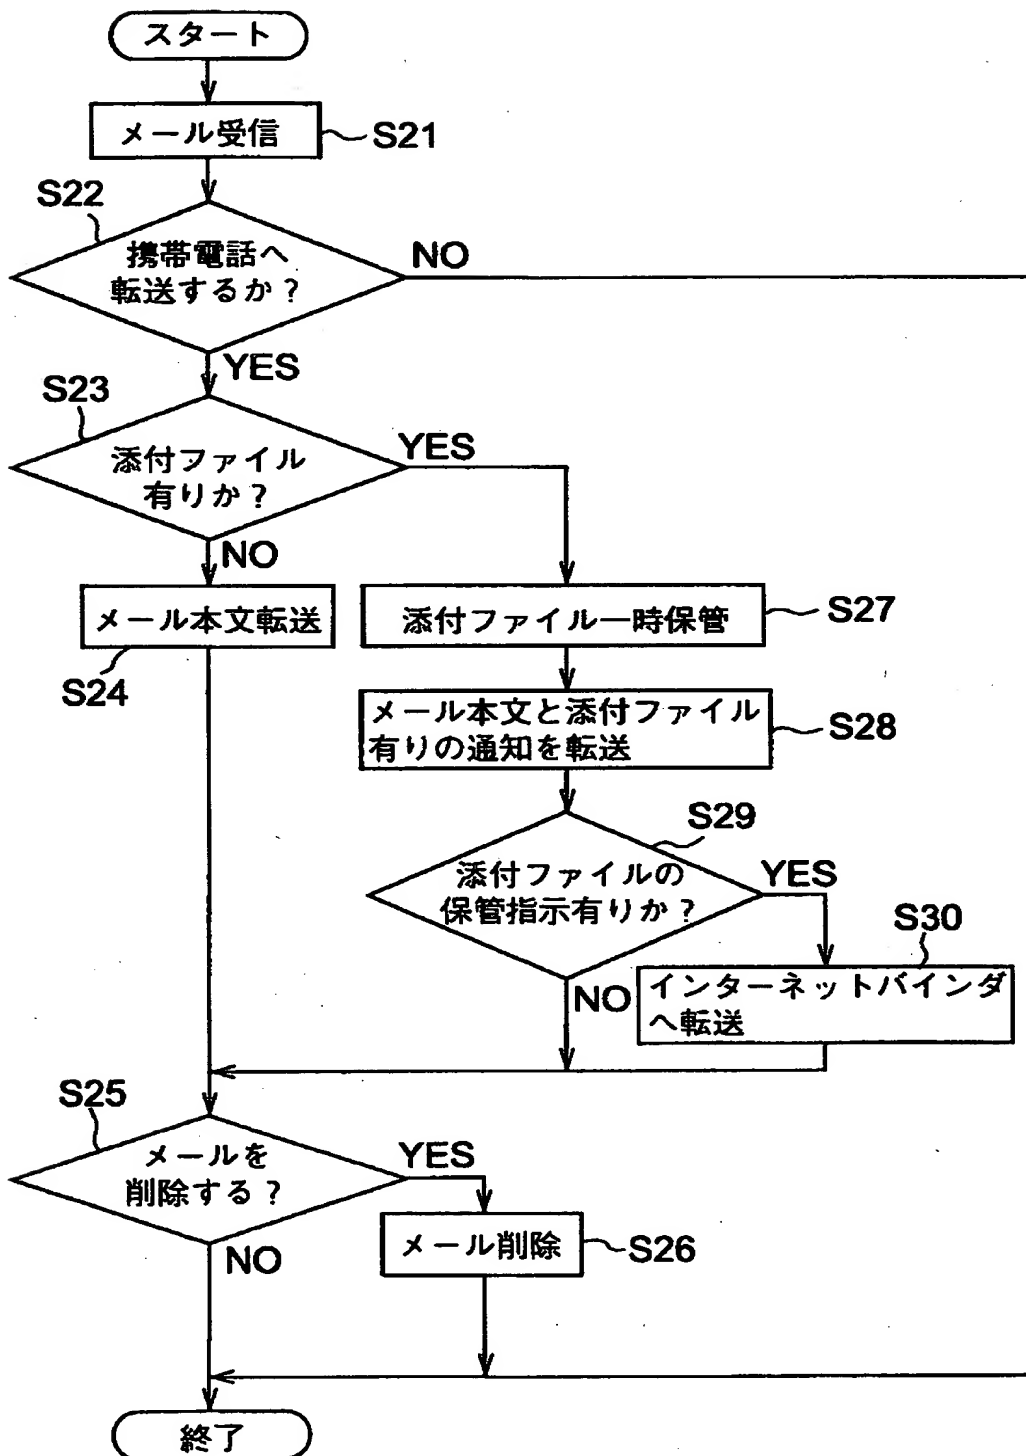 スタート
メール受信
S21
S22
携帯電話へ
転送するか？
NO
YES
S23
添付ファイル
有りか？
YES
NO
メール本文転送
S24
添付ファイル一時保管
S27
メール本文と添付ファイル
有りの通知を転送
S28
S29
添付ファイルの
保管指示有りか？
YES
NO
S30
インターネットバインダ
へ転送
S25
メールを
削除する？
YES
NO
メール削除
S26
終了